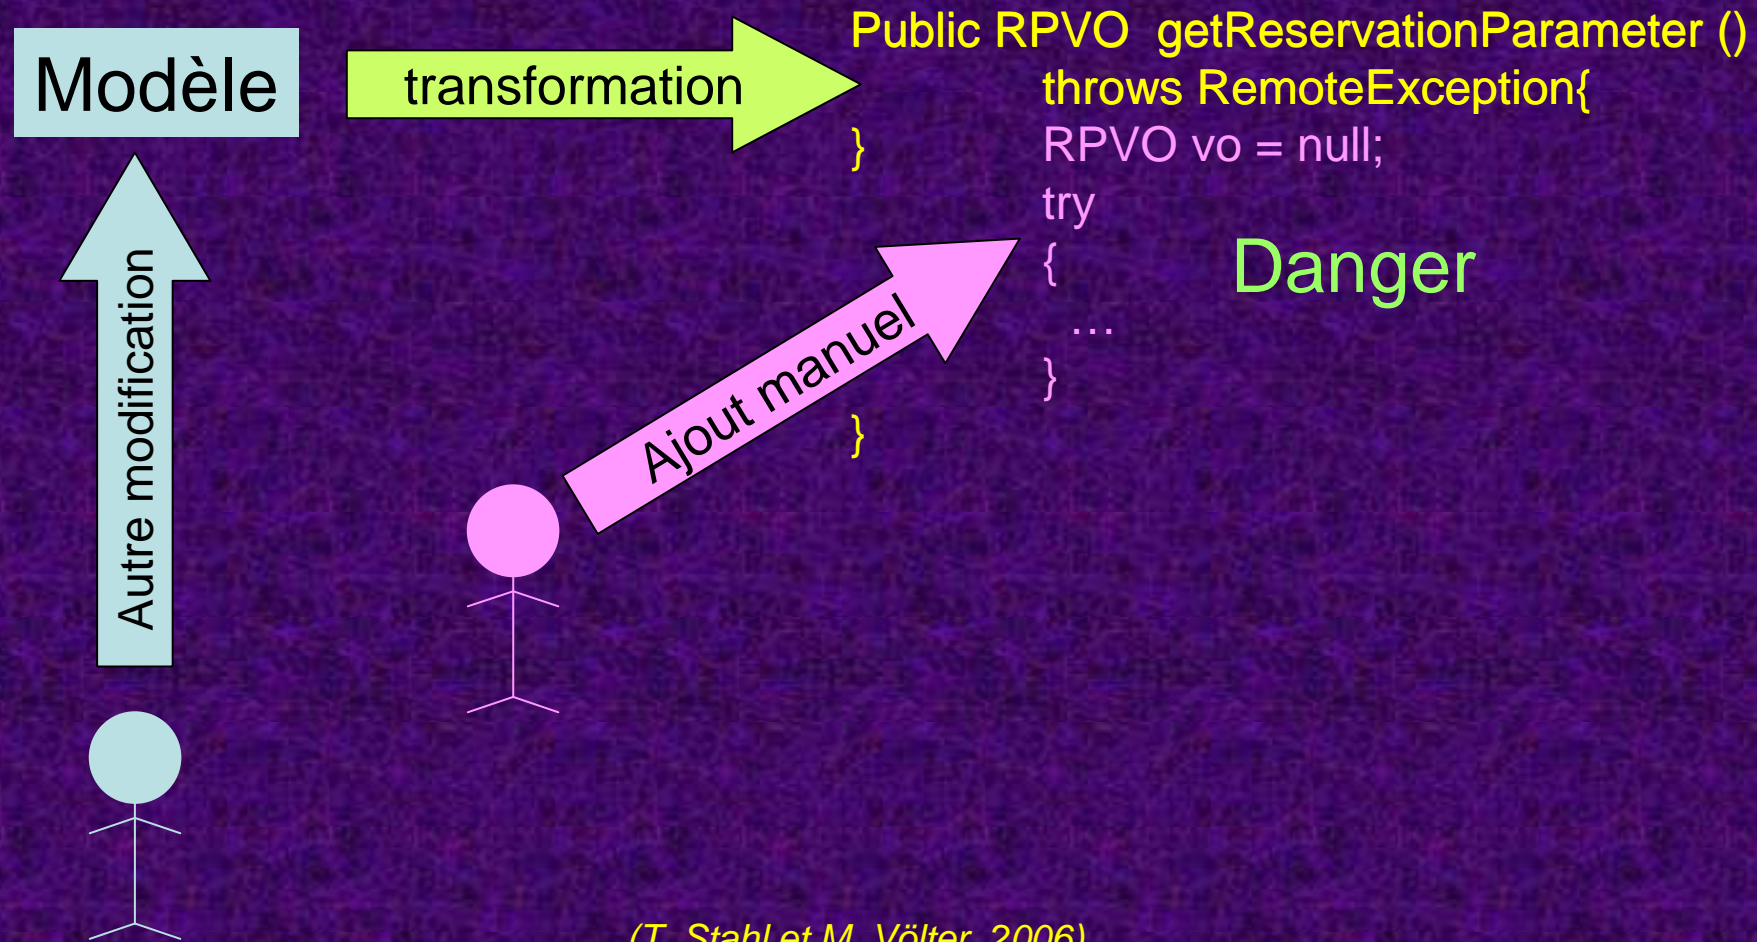 Modèle
transformation
Public RPVO getReservationParameter ()
throws RemoteException{
} RPVO vo = null;
try
{
…
}
}
Danger
Ajout manuel
Autre modification
(T. Stahl et M. Völter, 2006)